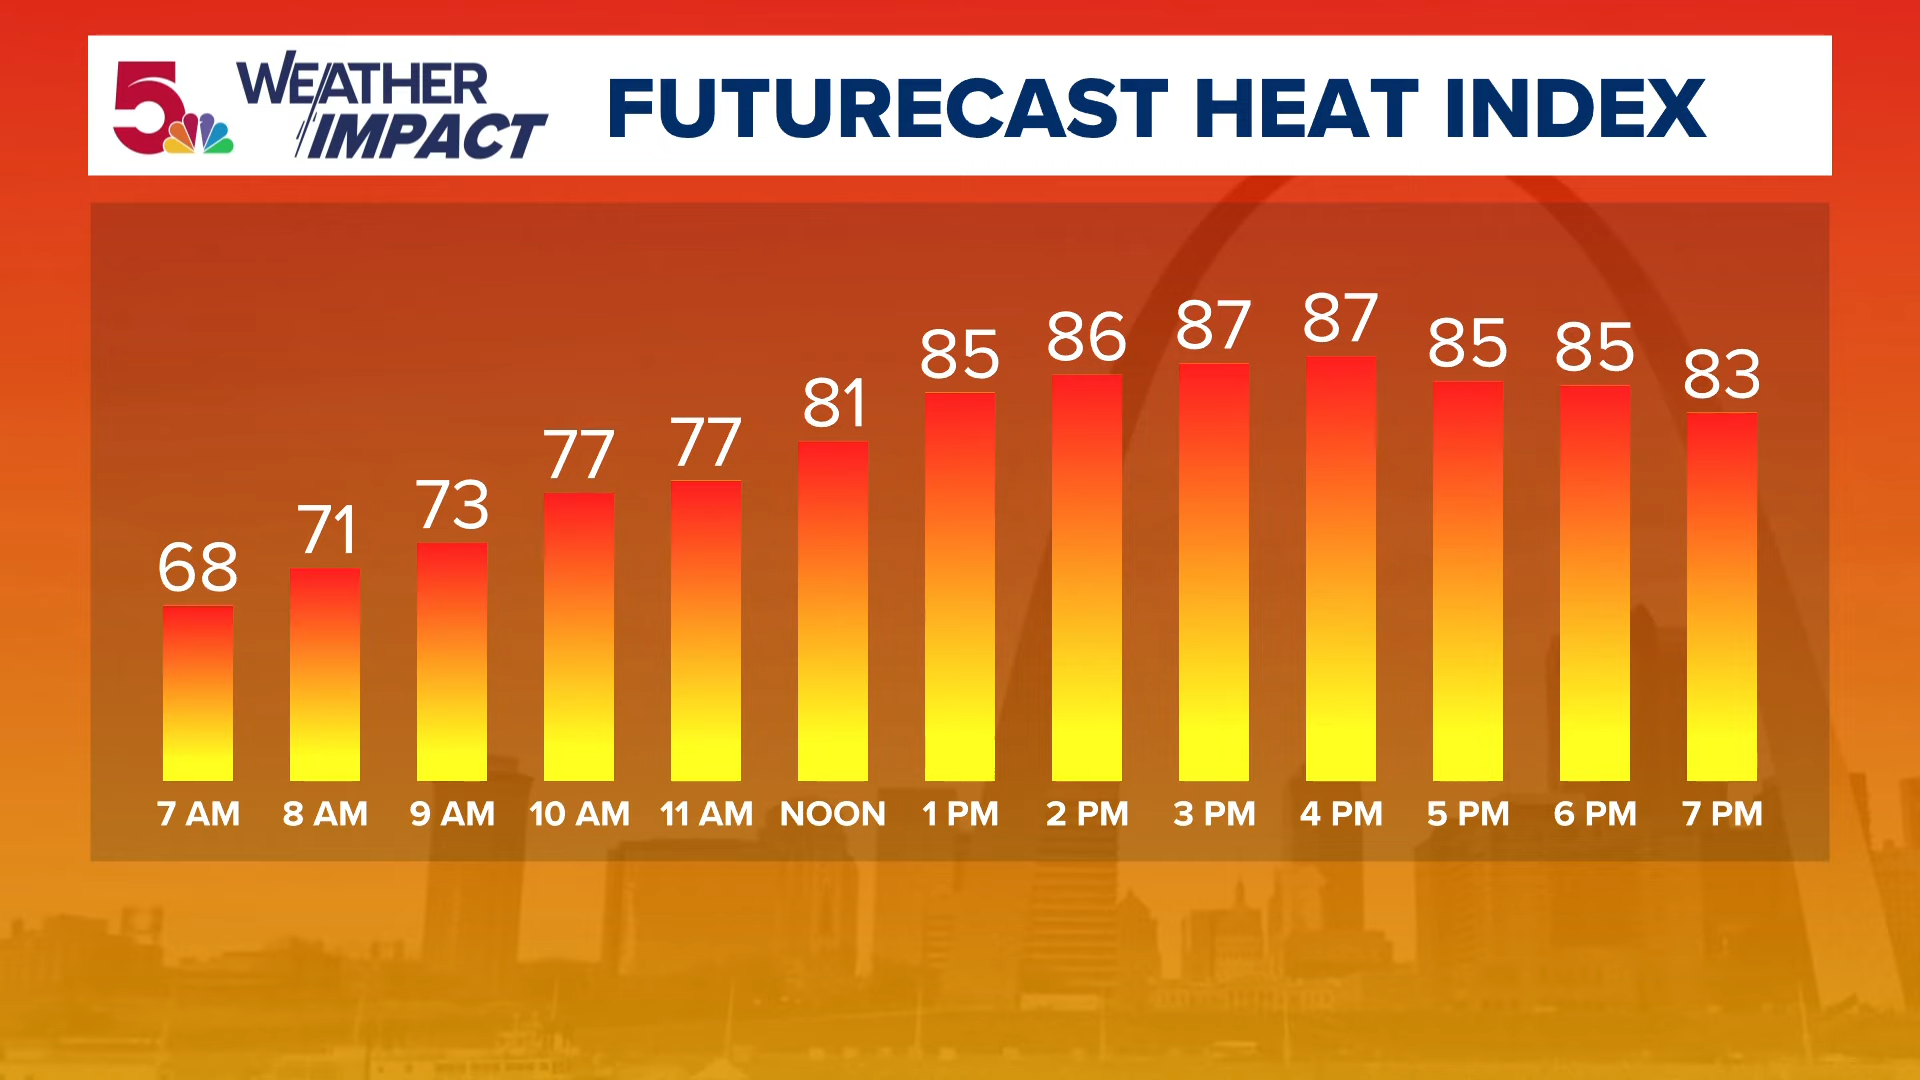 5 WEATHER IMPACT
FUTURECAST HEAT INDEX
68 71 73 77 77 81 85 86 87 87 85 85 83
7 AM 8 AM 9 AM 10 AM 11 AM NOON 1 PM 2 PM 3 PM 4 PM 5 PM 6 PM 7 PM